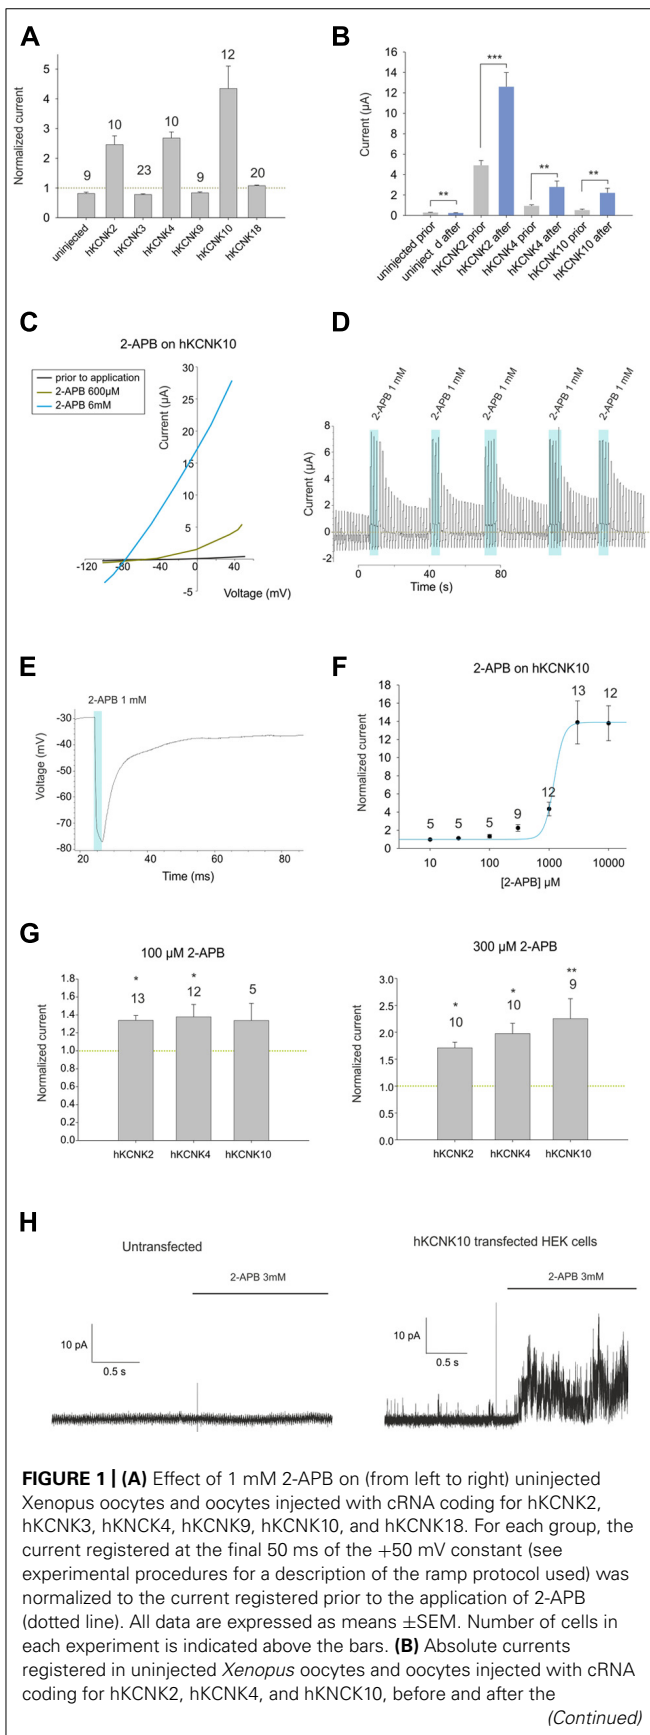 A
Normalized current
5
4
3
2
1
0
9
10
23
10
9
12
20
uninjected
hKCNK2
hKCNK3
hKCNK4
hKCNK9
hKCNK10
hKCNK18
B
Current (µA)
16
14
12
10
8
6
4
2
0
**
***
**
**
uninjected prior
uninject d after
hKCNK2 prior
hKCNK2 after
hKCNK4 prior
hKCNK4 after
hKCNK10 prior
hKCNK10 after
C
2-APB on hKCNK10
prior to application
2-APB 600µM
2-APB 6mM
Current (µA)
35
25
15
5
-5
-120
-80
-40
0
40
Voltage (mV)
D
2-APB 1 mM
2-APB 1 mM
2-APB 1 mM
2-APB 1 mM
2-APB 1 mM
Current (µA)
8
6
4
2
0
-2
0
40
80
Time (s)
E
2-APB 1 mM
Voltage (mV)
-30
-40
-50
-60
-70
-80
20
40
60
80
Time (ms)
F
2-APB on hKCNK10
Normalized current
18
16
14
12
10
8
6
4
2
0
5
5
5
9
12
13
12
10
100
1000
10000
[2-APB] µM
G
100 µM 2-APB
Normalized current
1.8
1.6
1.4
1.2
1.0
0.8
0.6
0.4
0.2
0.0
*
13
*
12
5
hKCNK2
hKCNK4
hKCNK10
300 µM 2-APB
Normalized current
3.0
2.5
2.0
1.5
1.0
0.5
0.0
*
10
*
10
**
9
hKCNK2
hKCNK4
hKCNK10
H
Untransfected
2-APB 3mM
10 pA
0.5 s
hKCNK10 transfected HEK cells
2-APB 3mM
10 pA
0.5 s
FIGURE 1 | (A) Effect of 1 mM 2-APB on (from left to right) uninjected
Xenopus oocytes and oocytes injected with cRNA coding for hKCNK2,
hKCNK3, hKNCK4, hKCNK9, hKCNK10, and hKCNK18. For each group, the
current registered at the final 50 ms of the +50 mV constant (see
experimental procedures for a description of the ramp protocol used) was
normalized to the current registered prior to the application of 2-APB
(dotted line). All data are expressed as means ±SEM. Number of cells in
each experiment is indicated above the bars. (B) Absolute currents
registered in uninjected Xenopus oocytes and oocytes injected with cRNA
coding for hKCNK2, hKCNK4, and hKNCK10, before and after the
(Continued)